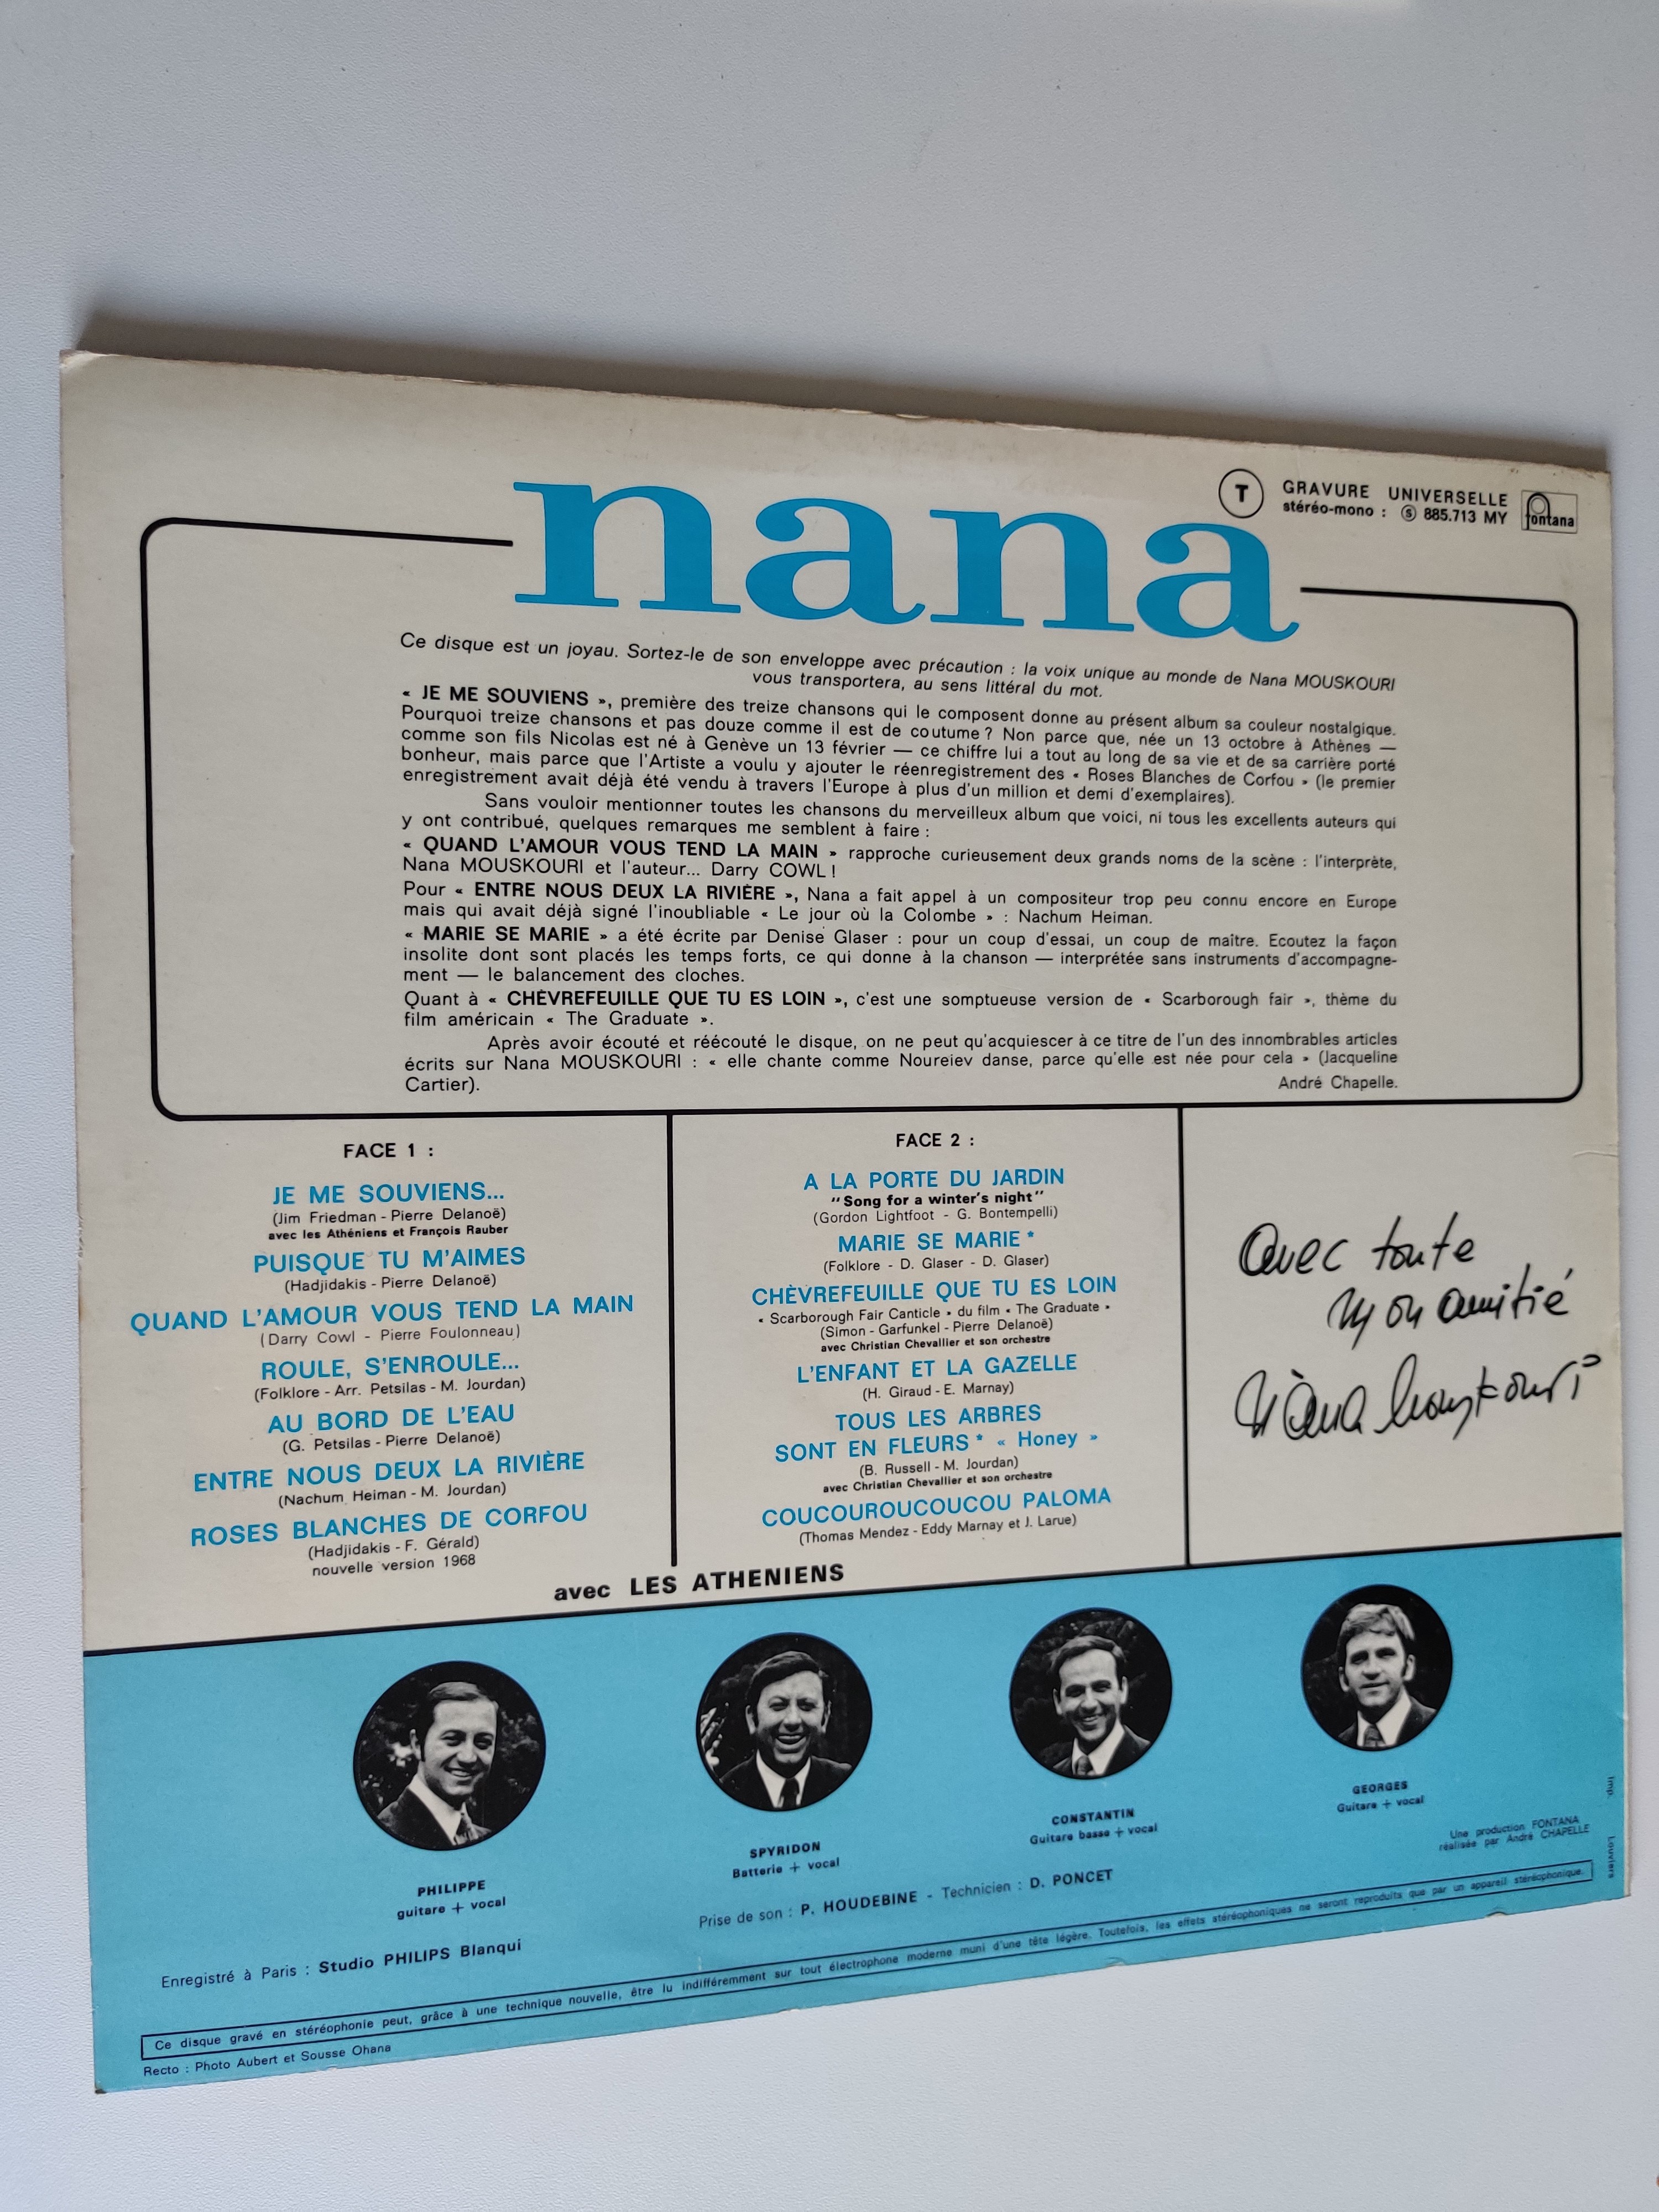 T
GRAVURE UNIVERSELLE
stéréo-mono : Ⓢ 885.713 MY
fontana
nana
Ce disque est un joyau. Sortez-le de son enveloppe avec précaution : la voix unique au monde de Nana MOUSKOURI
vous transportera, au sens littéral du mot.
« JE ME SOUVIENS », première des treize chansons qui le composent donne au présent album sa couleur nostalgique.
Pourquoi treize chansons et pas douze comme il est de coutume ? Non parce que, née un 13 octobre à Athènes —
comme son fils Nicolas est né à Genève un 13 février — ce chiffre lui a tout au long de sa vie et de sa carrière porté
bonheur, mais parce que l'Artiste a voulu y ajouter le réenregistrement des « Roses Blanches de Corfou » (le premier
enregistrement avait déjà été vendu à travers l'Europe à plus d'un million et demi d'exemplaires).
Sans vouloir mentionner toutes les chansons du merveilleux album que voici, ni tous les excellents auteurs qui
y ont contribué, quelques remarques me semblent à faire :
« QUAND L'AMOUR VOUS TEND LA MAIN » rapproche curieusement deux grands noms de la scène : l'interprète,
Nana MOUSKOURI et l'auteur... Darry COWL !
Pour « ENTRE NOUS DEUX LA RIVIÈRE », Nana a fait appel à un compositeur trop peu connu encore en Europe
mais qui avait déjà signé l'inoubliable « Le jour où la Colombe » : Nachum Heiman.
« MARIE SE MARIE » a été écrite par Denise Glaser : pour un coup d'essai, un coup de maître. Ecoutez la façon
insolite dont sont placés les temps forts, ce qui donne à la chanson — interprétée sans instruments d'accompagne-
ment — le balancement des cloches.
Quant à « CHÈVREFEUILLE QUE TU ES LOIN », c'est une somptueuse version de « Scarborough fair », thème du
film américain « The Graduate ».
Après avoir écouté et réécouté le disque, on ne peut qu'acquiescer à ce titre de l'un des innombrables articles
écrits sur Nana MOUSKOURI : « elle chante comme Noureiev danse, parce qu'elle est née pour cela » (Jacqueline
Cartier).
André Chapelle.
FACE 1 :
JE ME SOUVIENS...
(Jim Friedman - Pierre Delanoë)
avec les Athéniens et François Rauber
PUISQUE TU M'AIMES
(Hadjidakis - Pierre Delanoë)
QUAND L'AMOUR VOUS TEND LA MAIN
(Darry Cowl - Pierre Foulonneau)
ROULE, S'ENROULE...
(Folklore - Arr. Petsilas - M. Jourdan)
AU BORD DE L'EAU
(G. Petsilas - Pierre Delanoë)
ENTRE NOUS DEUX LA RIVIÈRE
(Nachum Heiman - M. Jourdan)
ROSES BLANCHES DE CORFOU
(Hadjidakis - F. Gérald)
nouvelle version 1968
FACE 2 :
A LA PORTE DU JARDIN
"Song for a winter's night"
(Gordon Lightfoot - G. Bontempelli)
MARIE SE MARIE *
(Folklore - D. Glaser - D. Glaser)
CHÈVREFEUILLE QUE TU ES LOIN
« Scarborough Fair Canticle » du film « The Graduate »
(Simon - Garfunkel - Pierre Delanoë)
avec Christian Chevallier et son orchestre
L'ENFANT ET LA GAZELLE
(H. Giraud - E. Marnay)
TOUS LES ARBRES
SONT EN FLEURS * « Honey »
(B. Russell - M. Jourdan)
avec Christian Chevallier et son orchestre
COUCOUROUCOUCOU PALOMA
(Thomas Mendez - Eddy Marnay et J. Larue)
avec toute
mon amitié
Nana Mouskouri
avec LES ATHENIENS
PHILIPPE
guitare + vocal
SPYRIDON
Batterie + vocal
CONSTANTIN
Guitare basse + vocal
GEORGES
Guitare + vocal
Une production FONTANA
réalisée par André CHAPELLE
Imp. Louviers
Enregistré à Paris : Studio PHILIPS Blanqui
Prise de son : P. HOUDEBINE - Technicien : D. PONCET
Ce disque gravé en stéréophonie peut, grâce à une technique nouvelle, être lu indifféremment sur tout électrophone moderne muni d'une tête légère. Toutefois, les effets stéréophoniques ne seront reproduits que par un appareil stéréophonique.
Recto : Photo Aubert et Sousse Ohana